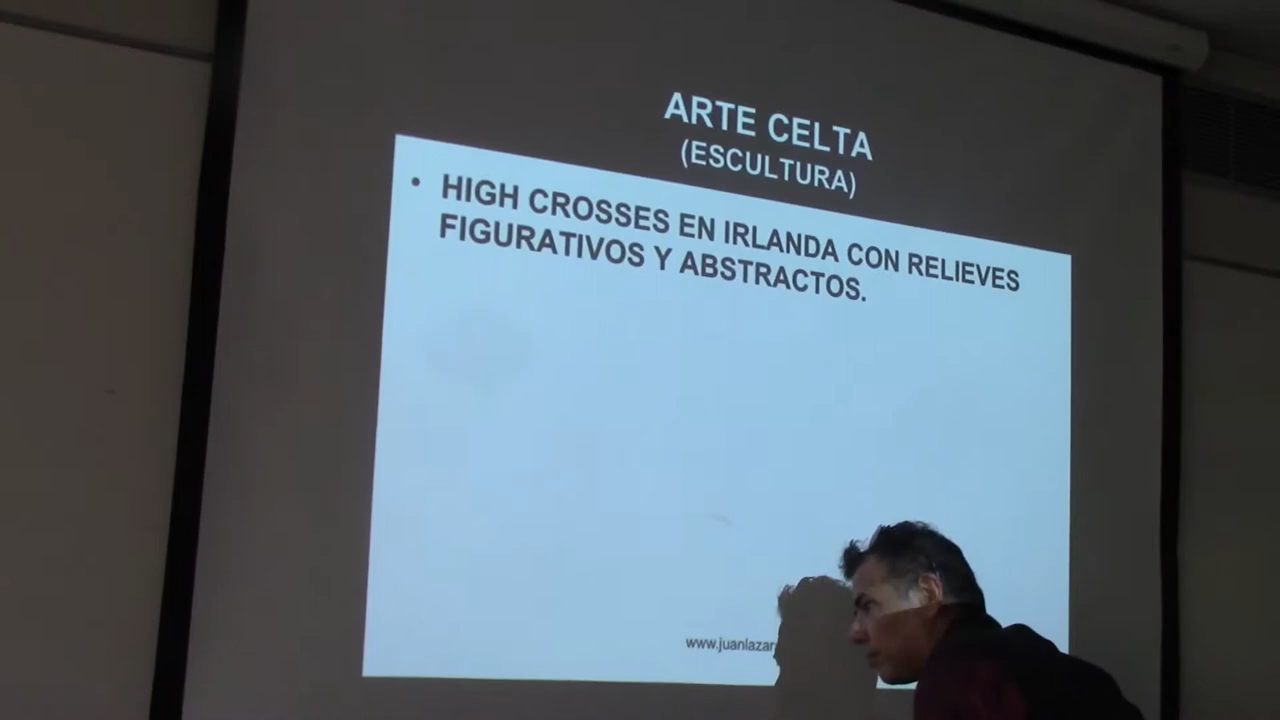 ARTE CELTA
(ESCULTURA)
• HIGH CROSSES EN IRLANDA CON RELIEVES
FIGURATIVOS Y ABSTRACTOS.